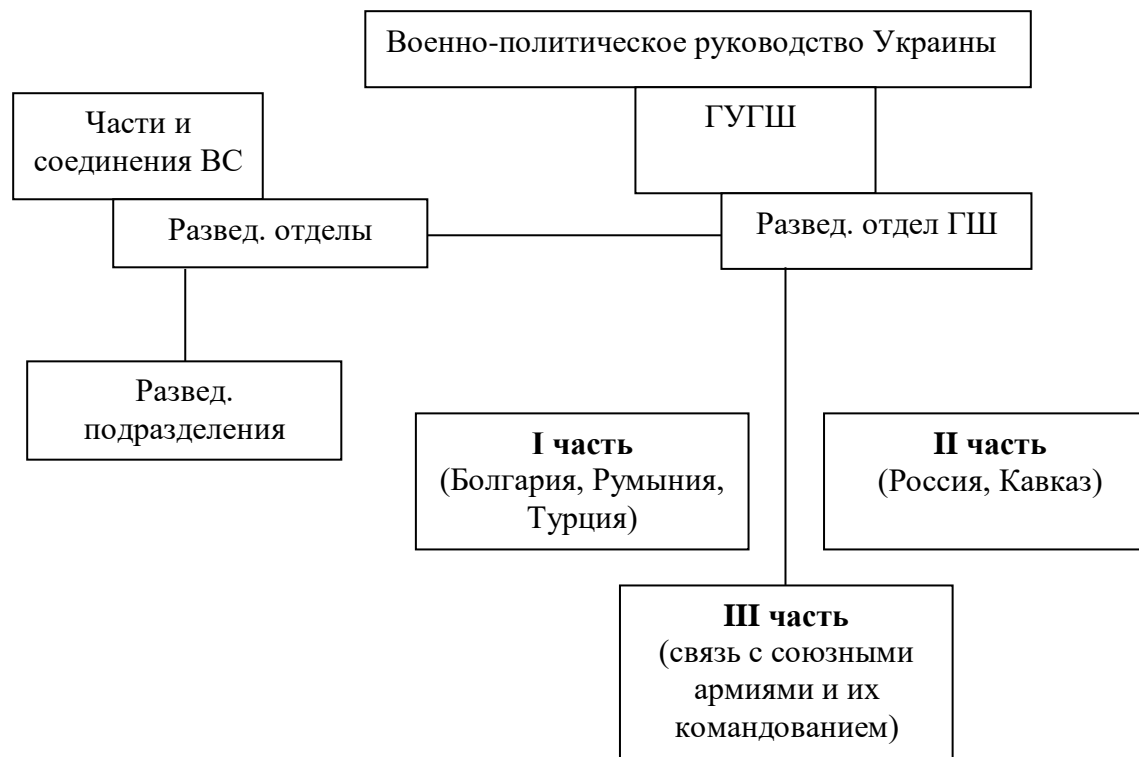 Военно-политическое руководство Украины
ГУГШ
Части и
соединения ВС
Развед. отделы
Развед. отдел ГШ
Развед.
подразделения
I часть
(Болгария, Румыния,
Турция)
II часть
(Россия, Кавказ)
III часть
(связь с союзными
армиями и их
командованием)